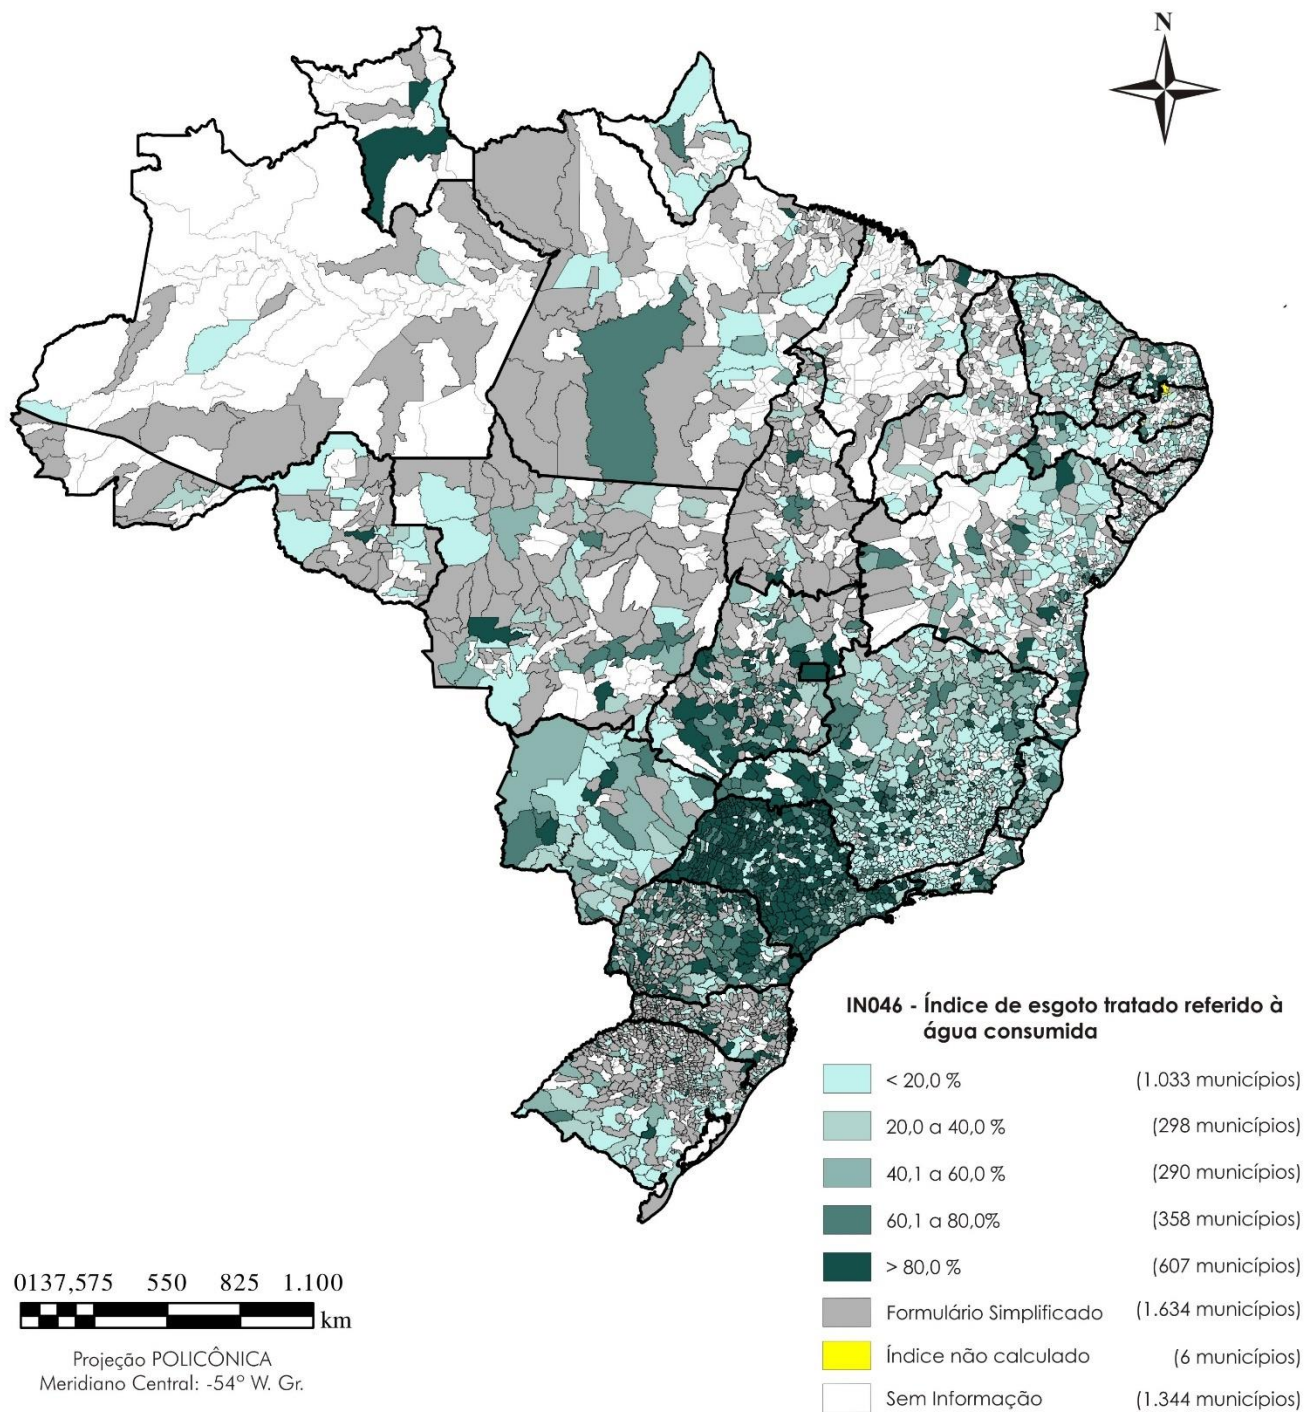 N
IN046 - Índice de esgoto tratado referido à
água consumida
< 20,0 % (1.033 municípios)
20,0 a 40,0 % (298 municípios)
40,1 a 60,0 % (290 municípios)
60,1 a 80,0% (358 municípios)
> 80,0 % (607 municípios)
Formulário Simplificado (1.634 municípios)
Índice não calculado (6 municípios)
Sem Informação (1.344 municípios)
0137,575 550 825 1.100
km
Projeção POLICÔNICA
Meridiano Central: -54° W. Gr.